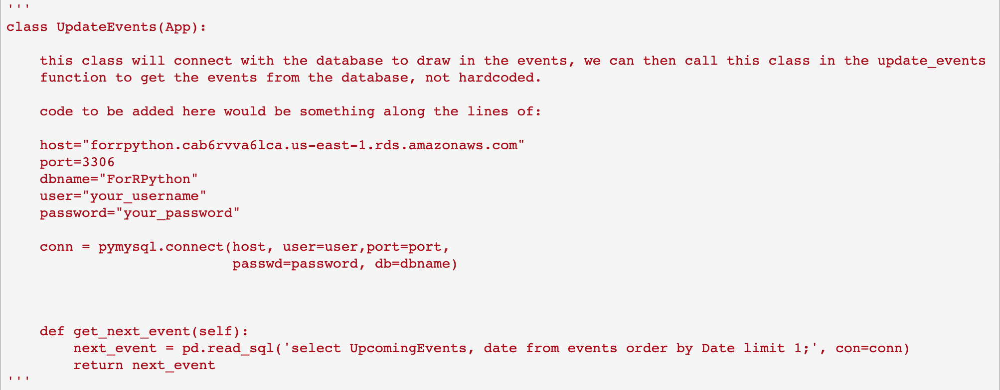 '''
class UpdateEvents(App):
    this class will connect with the database to draw in the events, we can then call this class in the update_events
    function to get the events from the database, not hardcoded.
    code to be added here would be something along the lines of:
    host="forrpython.cab6rvva6lca.us-east-1.rds.amazonaws.com"
    port=3306
    dbname="ForRPython"
    user="your_username"
    password="your_password"
    conn = pymysql.connect(host, user=user,port=port,
                           passwd=password, db=dbname)
    def get_next_event(self):
        next_event = pd.read_sql('select UpcomingEvents, date from events order by Date limit 1;', con=conn)
        return next_event
'''